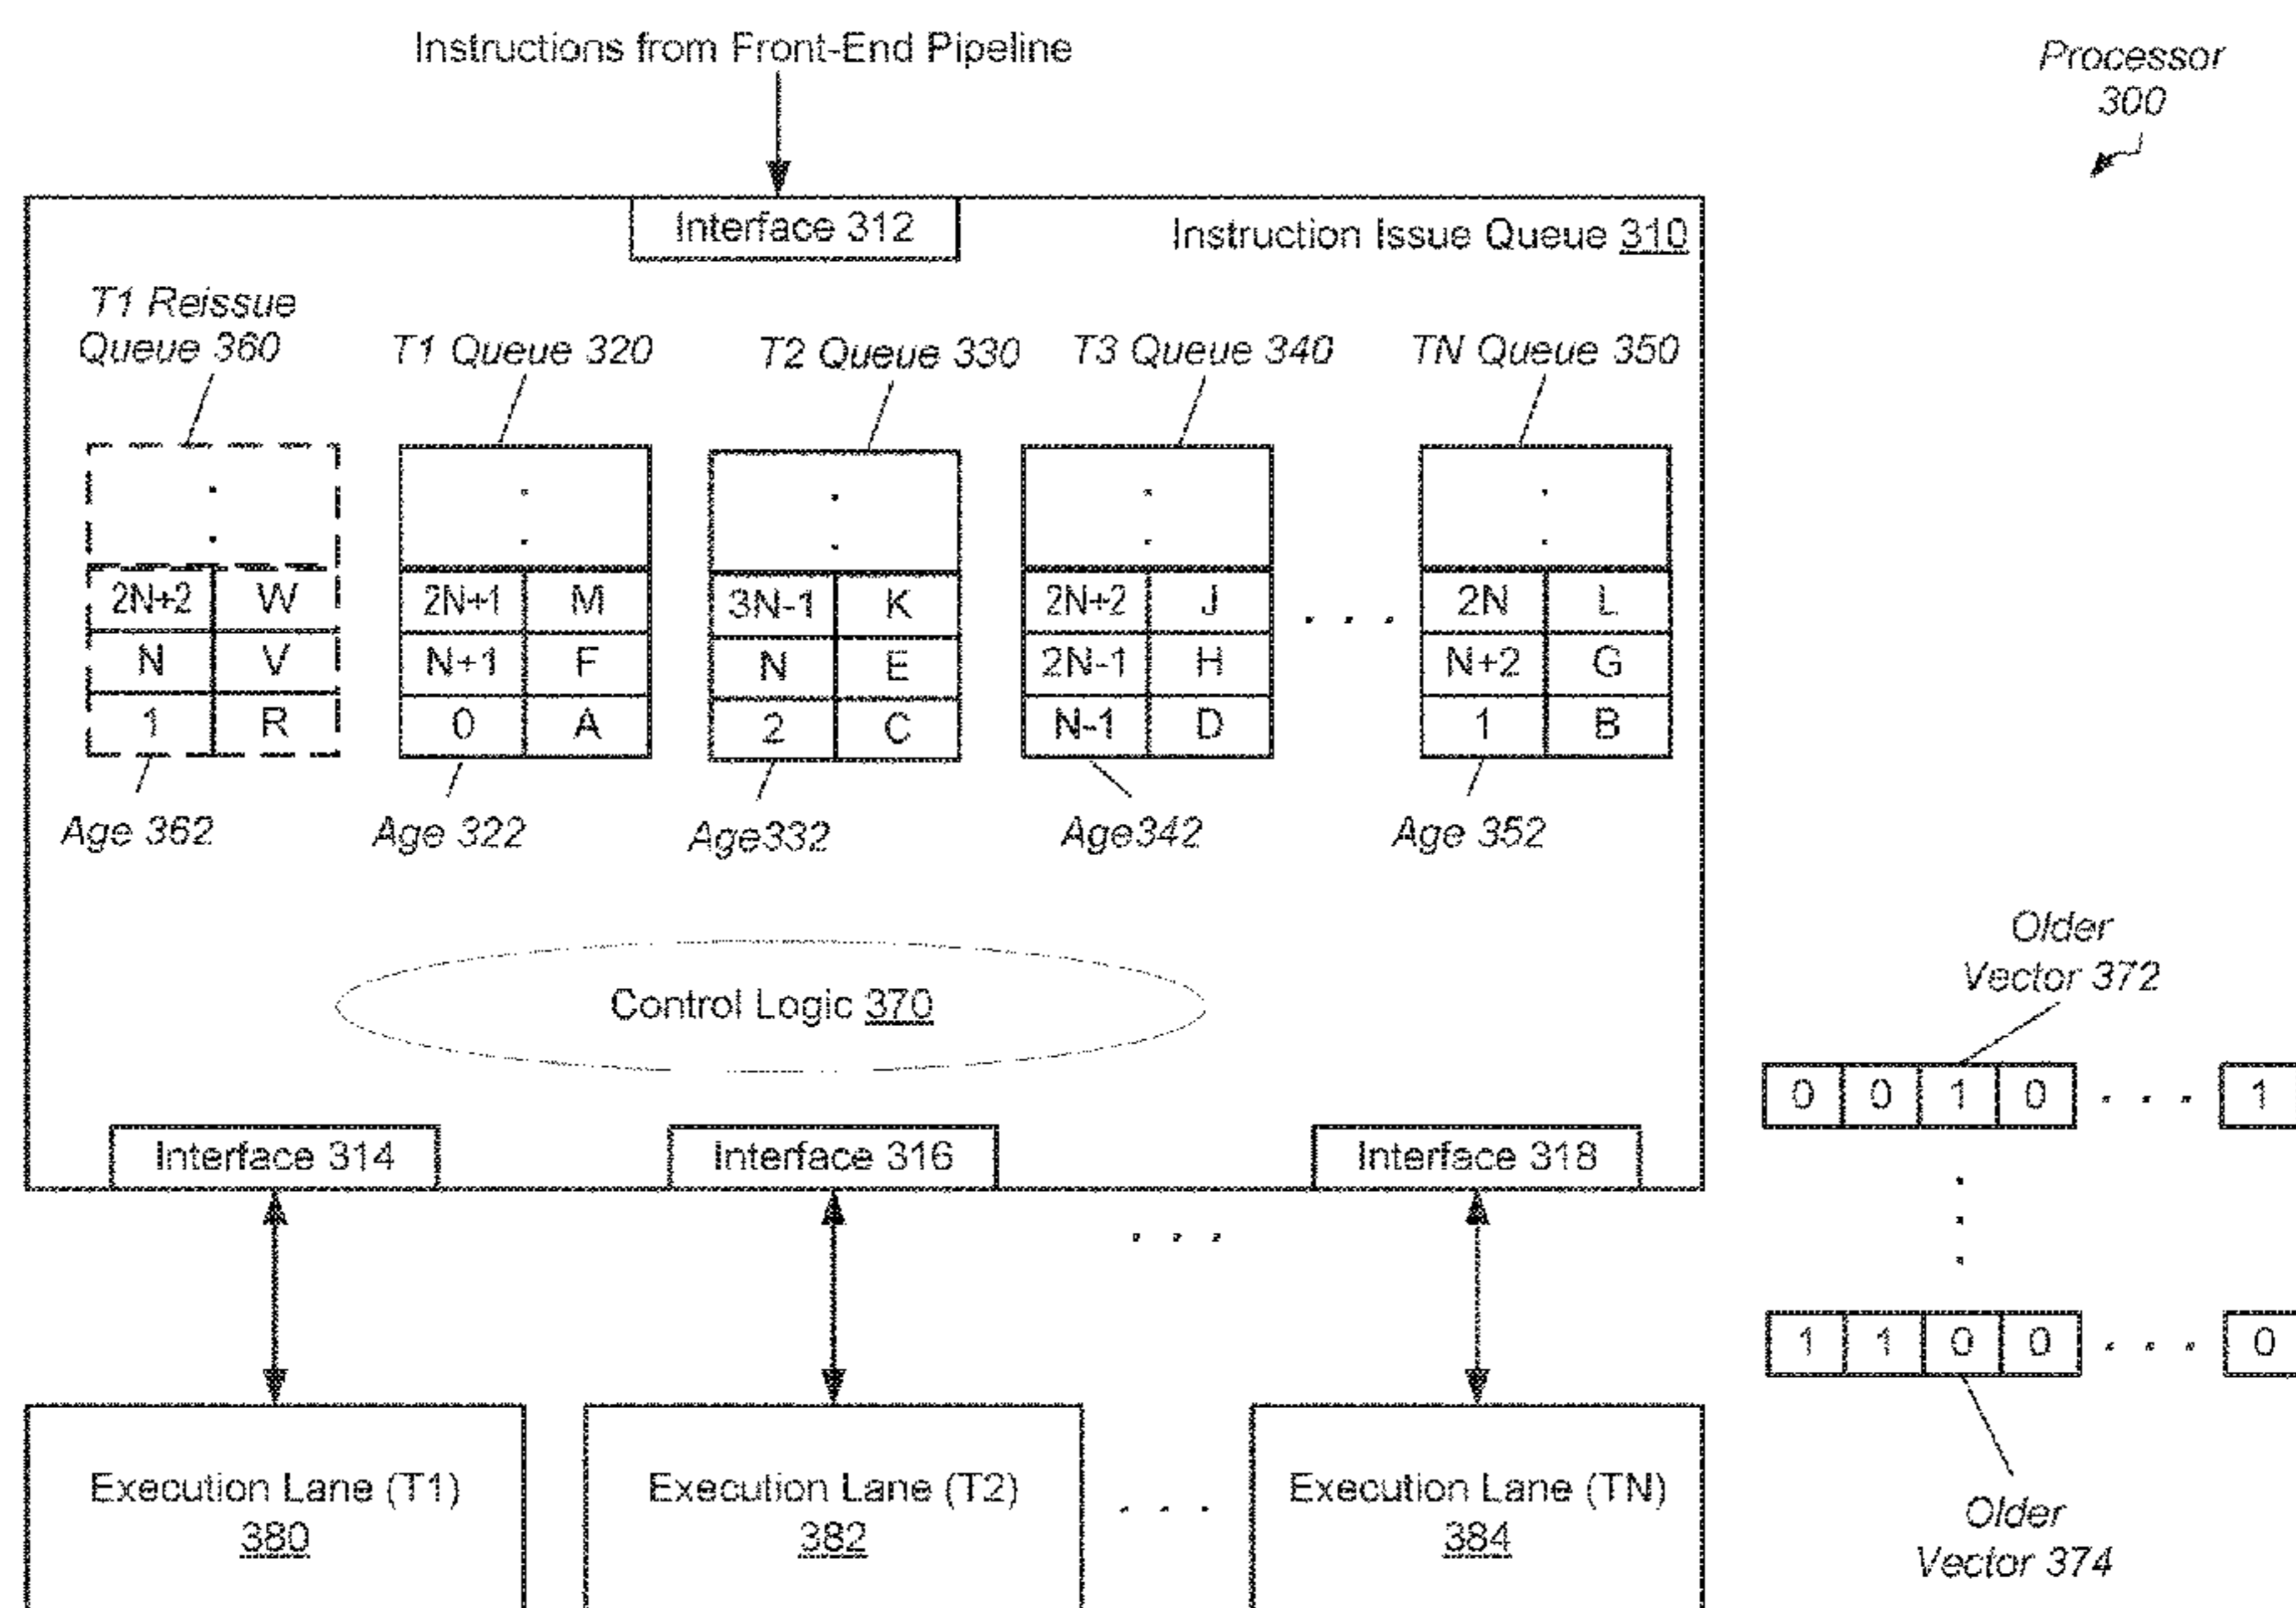 Instructions from Front-End Pipeline
Processor
300
Interface 312
Instruction Issue Queue 310
T1 Reissue
Queue 360
T1 Queue 320
T2 Queue 330
T3 Queue 340
TN Queue 350
. . . . .
. . . . .
2N+2 W 2N+1 M 3N-1 K 2N+2 J . . . 2N L
N V N+1 F N E 2N-1 H N+2 G
1 R 0 A 2 C N-1 D 1 B
Age 362
Age 322
Age332
Age342
Age 352
Older
Vector 372
Control Logic 370
0 0 1 0 . . . 1
Interface 314
Interface 316
Interface 318
. . .
1 1 0 0 . . . 0
Execution Lane (T1)
380
Execution Lane (T2)
382
. . .
Execution Lane (TN)
384
Older
Vector 374